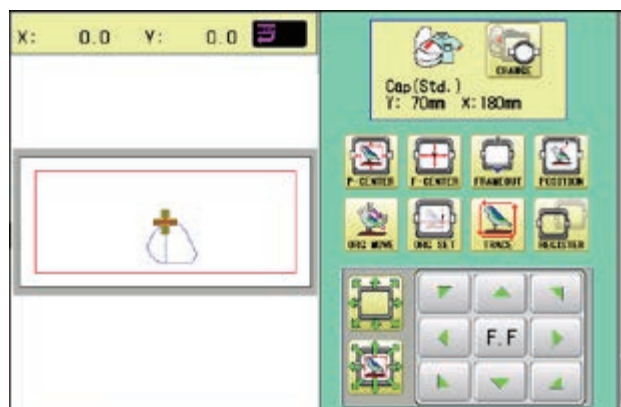 X: 0.0 Y: 0.0
CHANGE
Cap(Std.)
Y: 70mm X:180mm
P-CENTER F-CENTER FRAMEOUT POSITION
ORG MOVE ORG SET TRACE REGISTER
F.F